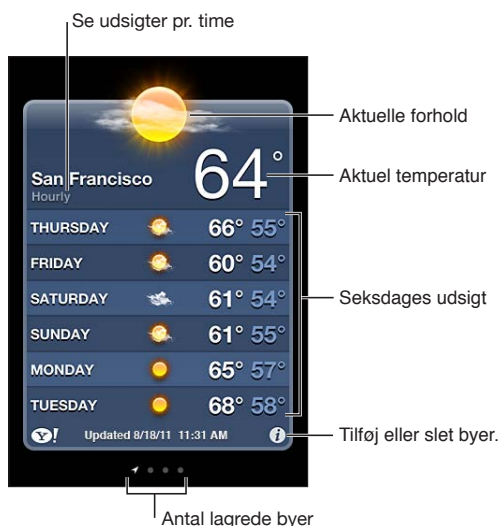 Se udsigter pr. time
Aktuelle forhold
64°
San Francisco
Hourly
Aktuel temperatur
THURSDAY 66° 55°
FRIDAY 60° 54°
SATURDAY 61° 54°
Seksdages udsigt
SUNDAY 61° 55°
MONDAY 65° 57°
TUESDAY 68° 58°
Y! Updated 8/18/11 11:31 AM i
Tilføj eller slet byer.
Antal lagrede byer